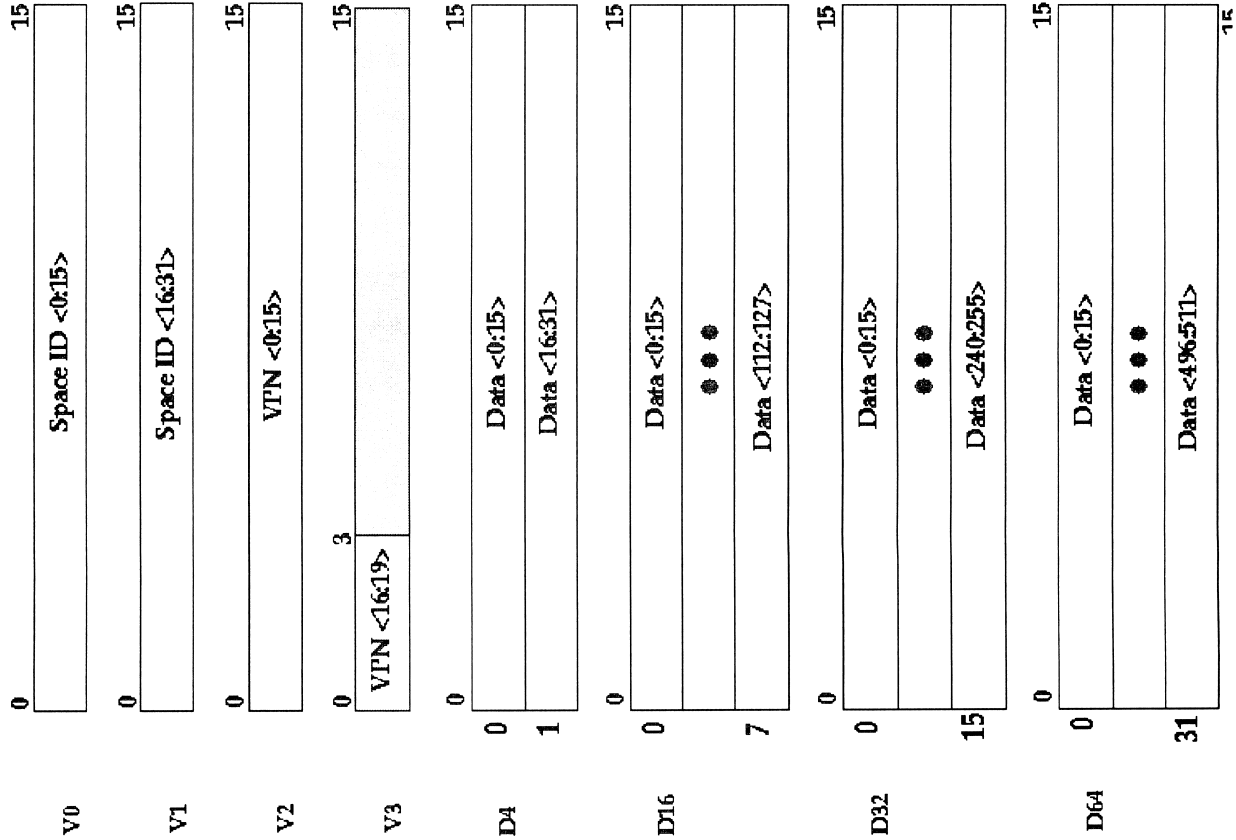 0 15
V0 Space ID <0:15>
0 15
V1 Space ID <16:31>
0 15
V2 VPN <0:15>
0 3 15
V3 VPN <16:19>
0 15
D4 0 Data <0:15>
1 Data <16:31>
0 15
D16 0 Data <0:15>
7 Data <112:127>
0 15
D32 0 Data <0:15>
15 Data <240:255>
0 15
D64 0 Data <0:15>
31 Data <496:511>
15